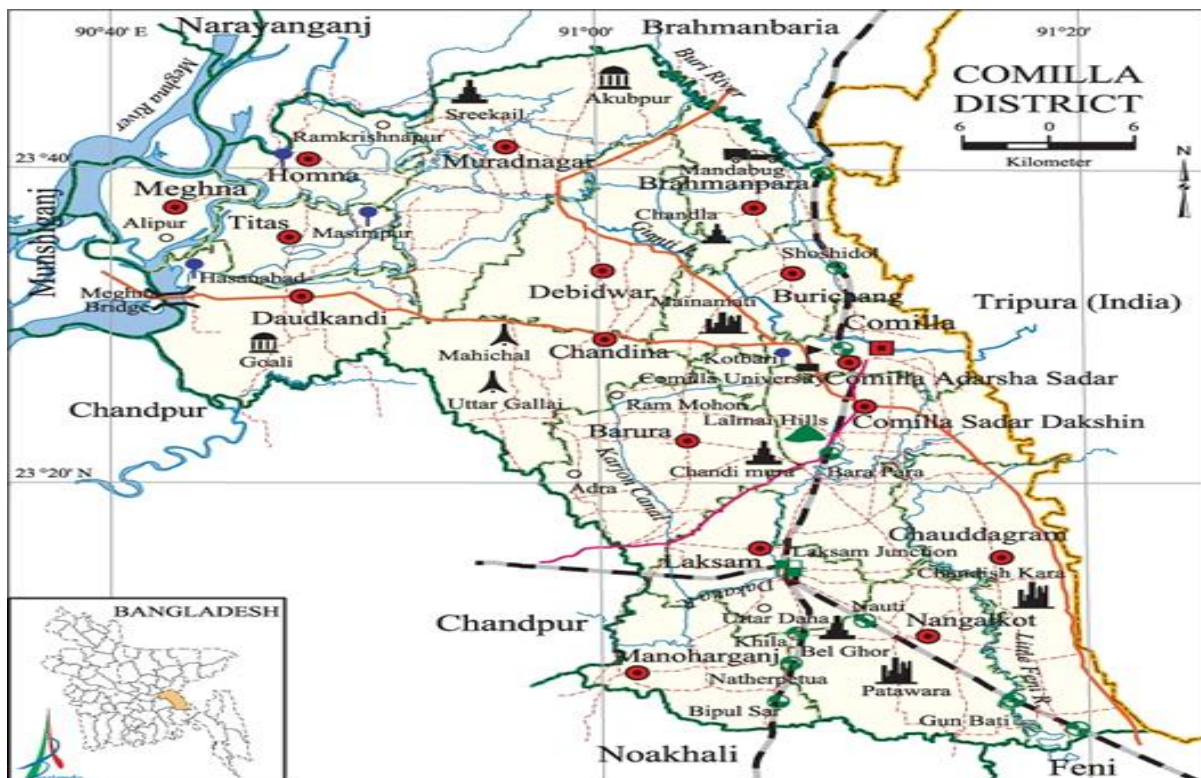 90°40' E
Narayanganj
91°00'
Brahmanbaria
91°20'
COMILLA
DISTRICT
6 0 6
Kilometer
N
Meghna River
Buri River
Sreekail
Akubpur
Ramkrishnapur
23°40'
Homna
Muradnagar
Mandabug
Brahmanpara
Meghna
Alipur
Titas
Masimpur
Chandla
Gumti R.
Shoshidol
Munshiganj
Hasanabad
Debidwar
Mainamati
Burichang
Tripura (India)
Meghna
Bridge
Daudkandi
Comilla
Goali
Mahichal
Chandina
Kotbari
Comilla University
Comilla Adarsha Sadar
Uttar Gallai
Ram Mohon
Lalmai Hills
Comilla Sadar Dakshin
Chandpur
Barura
Chandi mura
Bara Para
23°20' N
Adra
Karjon Canal
Chauddagram
Laksam
Laksam Junction
Chandish Kara
BANGLADESH
Dakatia R.
Chandpur
Uttar Daha
Nauti
Nangalkot
Khila
Bel Ghor
Little Feni R.
Manoharganj
Natherpetua
Patawara
Bipul Sar
Gun Bati
Noakhali
Feni